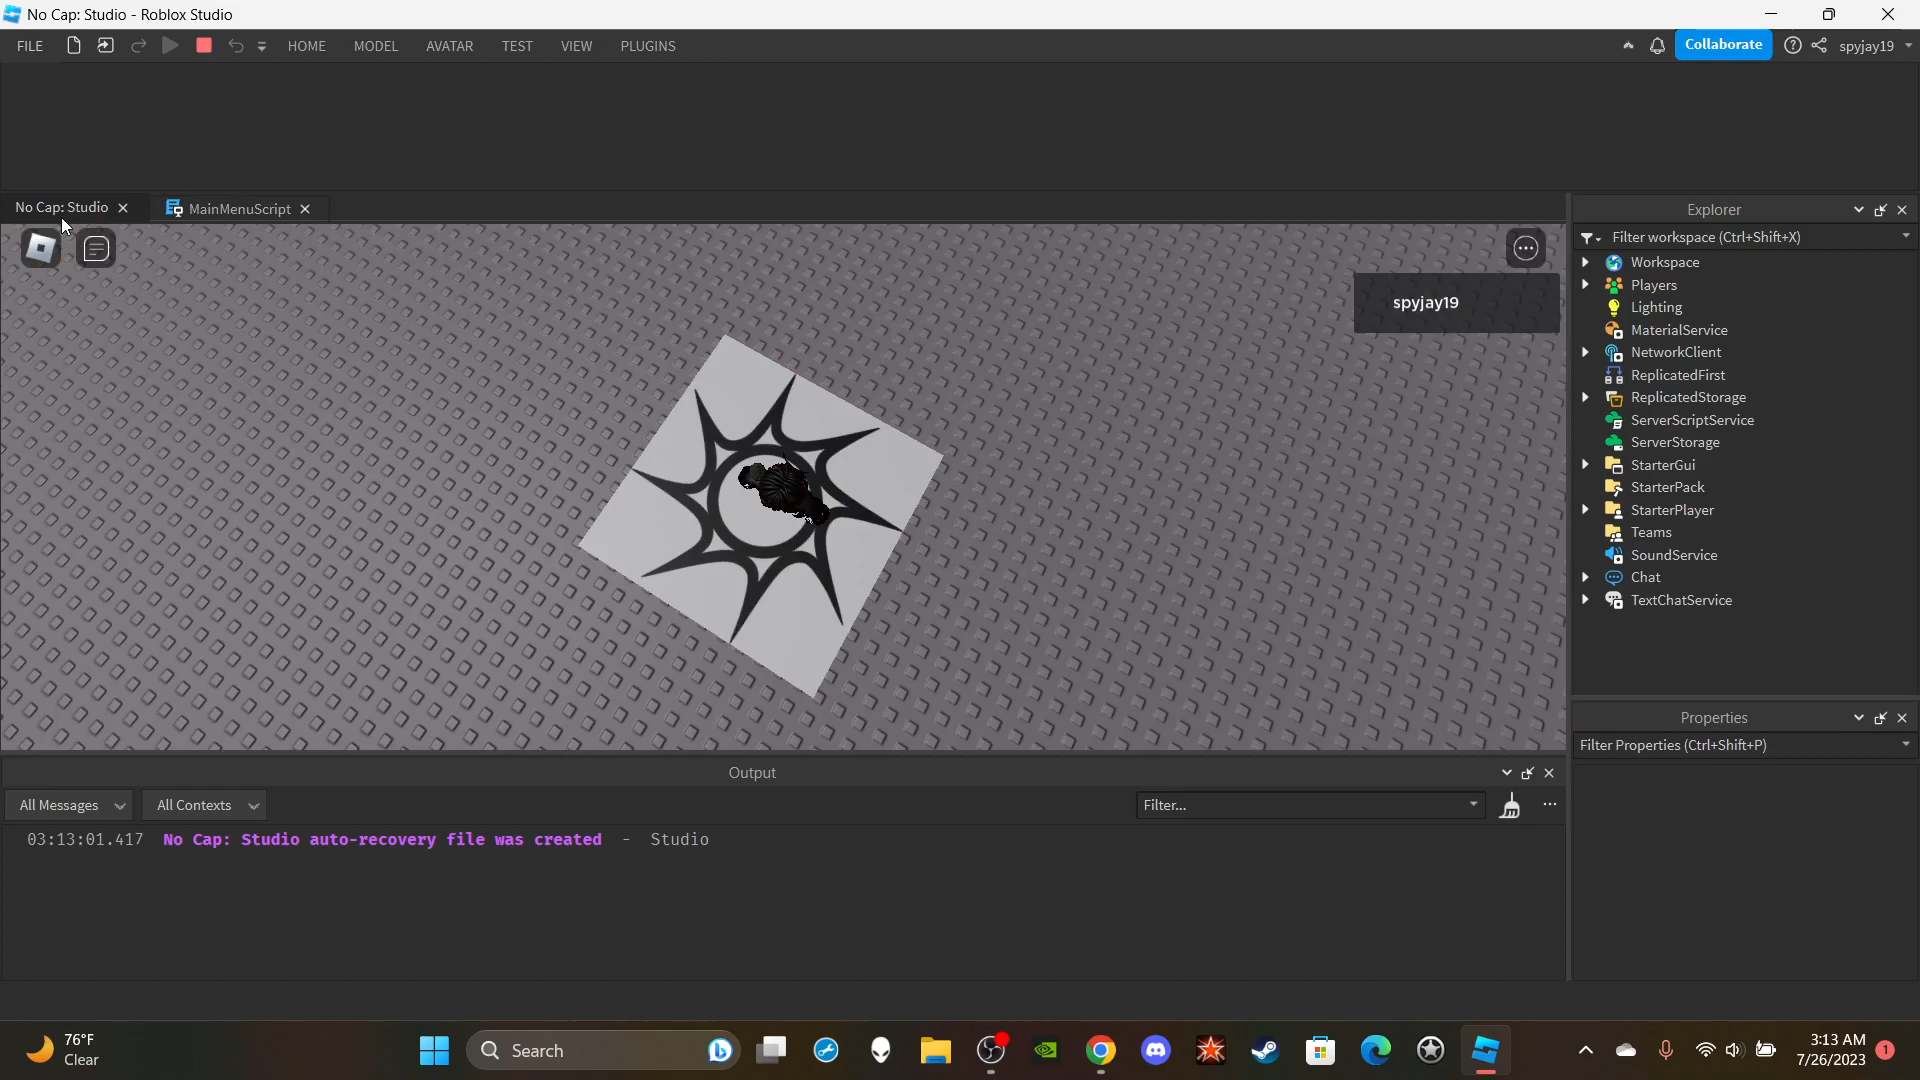 No Cap: Studio - Roblox Studio
FILE HOME MODEL AVATAR TEST VIEW PLUGINS Collaborate spyjay19
No Cap: Studio MainMenuScript
spyjay19
Explorer
Filter workspace (Ctrl+Shift+X)
Workspace
Players
Lighting
MaterialService
NetworkClient
ReplicatedFirst
ReplicatedStorage
ServerScriptService
ServerStorage
StarterGui
StarterPack
StarterPlayer
Teams
SoundService
Chat
TextChatService
Properties
Filter Properties (Ctrl+Shift+P)
Output
All Messages All Contexts Filter...
03:13:01.417 No Cap: Studio auto-recovery file was created - Studio
76°F
Clear
Search
3:13 AM
7/26/2023
1